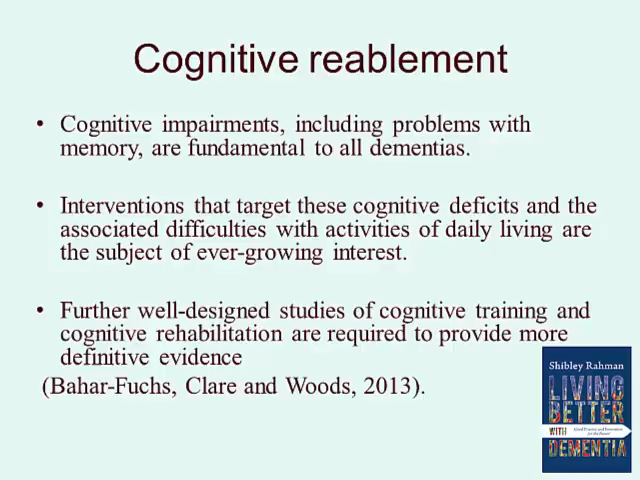 Cognitive reablement
• Cognitive impairments, including problems with
memory, are fundamental to all dementias.
• Interventions that target these cognitive deficits and the
associated difficulties with activities of daily living are
the subject of ever-growing interest.
• Further well-designed studies of cognitive training and
cognitive rehabilitation are required to provide more
definitive evidence
(Bahar-Fuchs, Clare and Woods, 2013).
Shibley Rahman
LIVING
BETTER
WITH
DEMENTIA